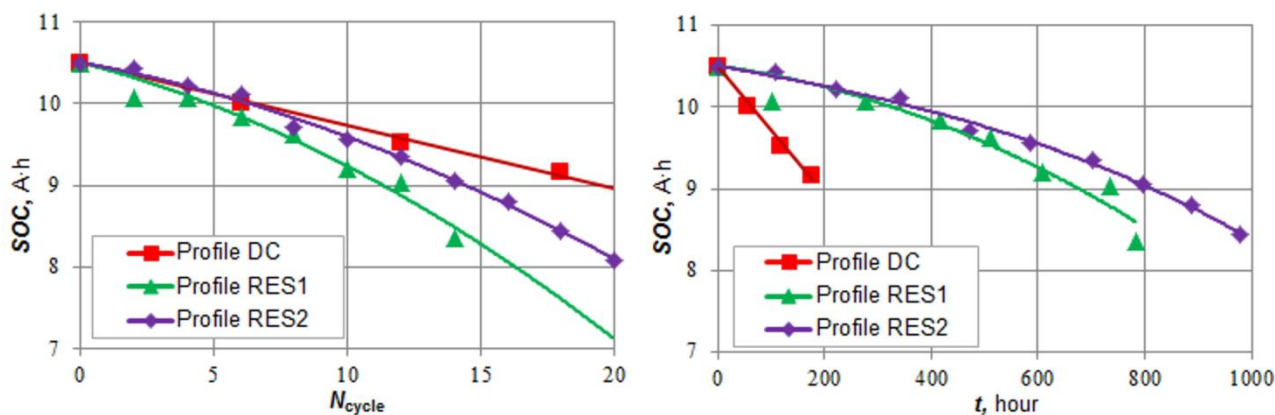 11
10
9
8
7
SOC, A·h
0
5
10
15
20
N_cycle
Profile DC
Profile RES1
Profile RES2
11
10
9
8
7
SOC, A·h
0
200
400
600
800
1000
t, hour
Profile DC
Profile RES1
Profile RES2